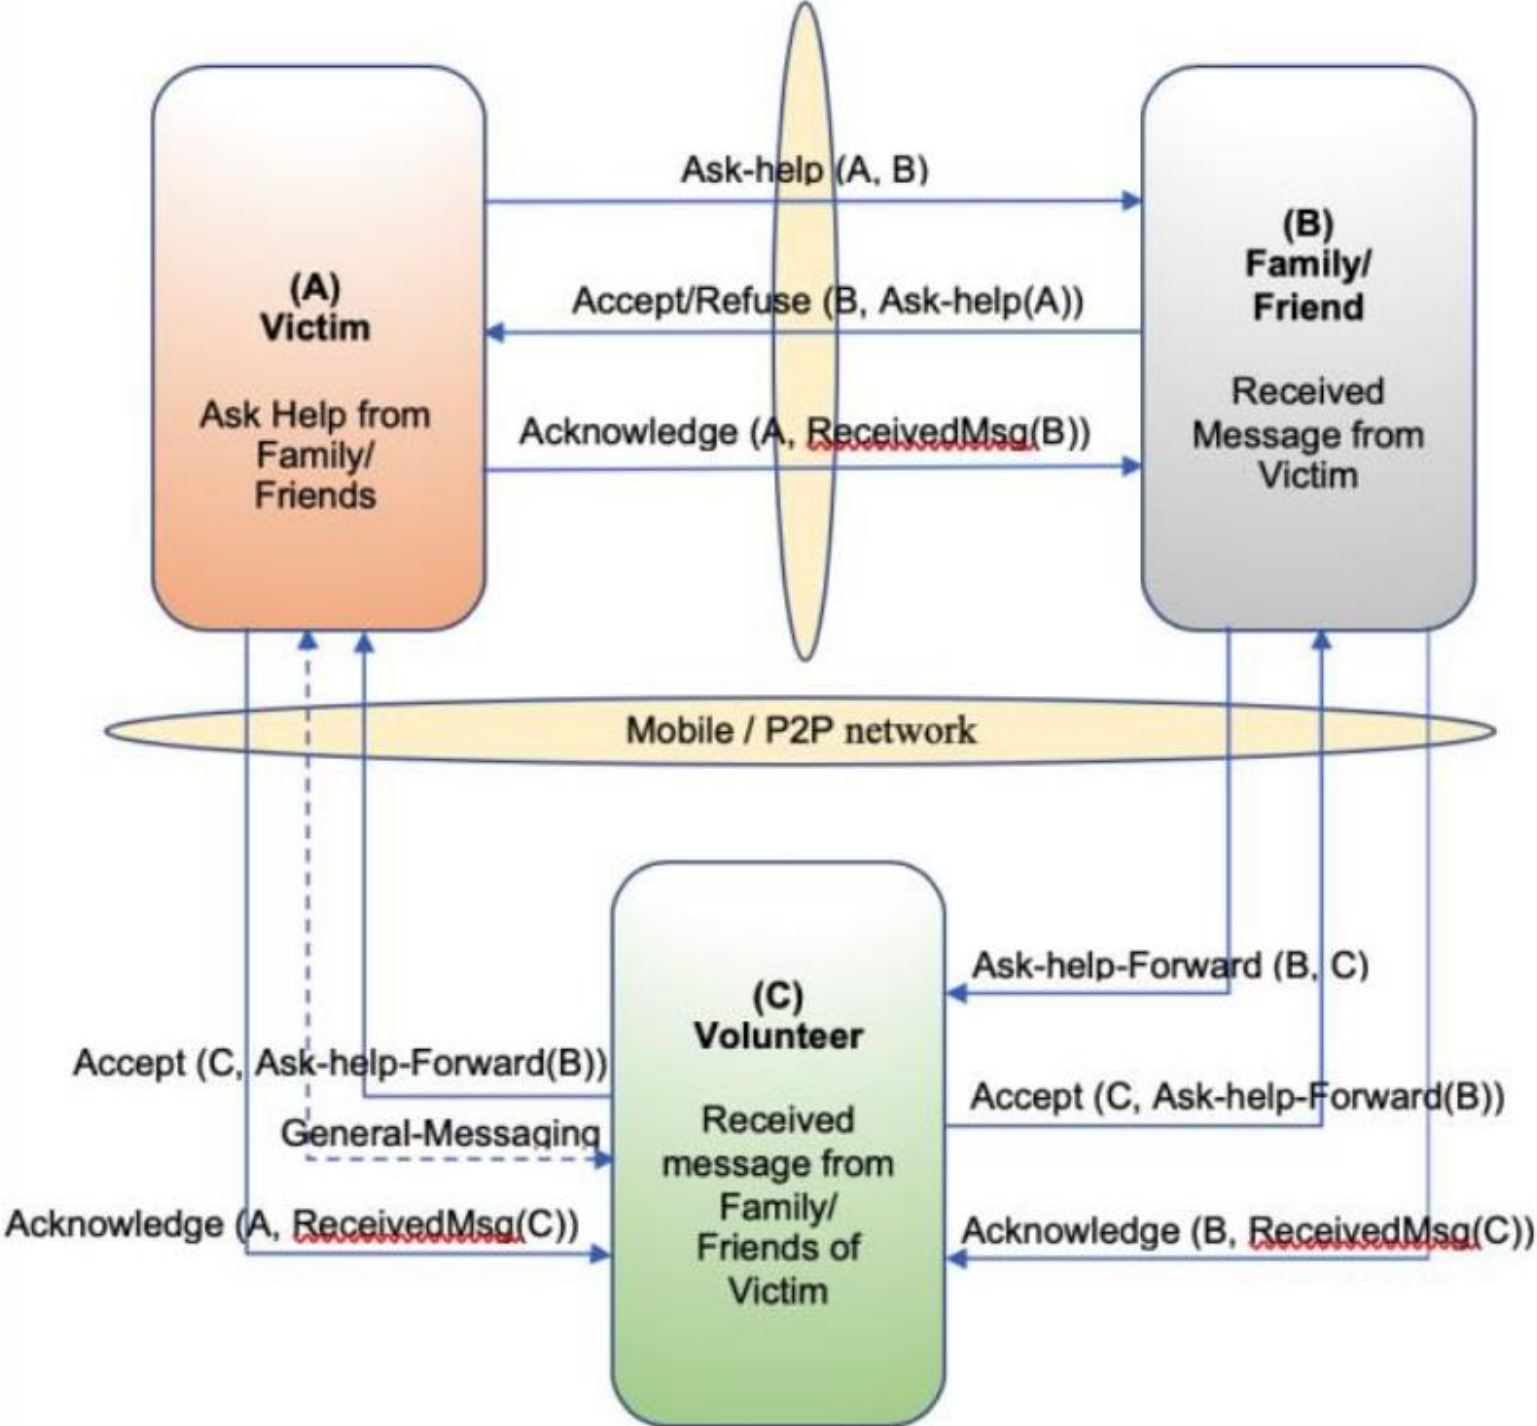 Ask-help (A, B)
Accept/Refuse (B, Ask-help(A))
Acknowledge (A, ReceivedMsg(B))
(A)
Victim
Ask Help from
Family/
Friends
(B)
Family/
Friend
Received
Message from
Victim
Mobile / P2P network
(C)
Volunteer
Received
message from
Family/
Friends of
Victim
Ask-help-Forward (B, C)
Accept (C, Ask-help-Forward(B))
General-Messaging
Acknowledge (A, ReceivedMsg(C))
Accept (C, Ask-help-Forward(B))
Acknowledge (B, ReceivedMsg(C))